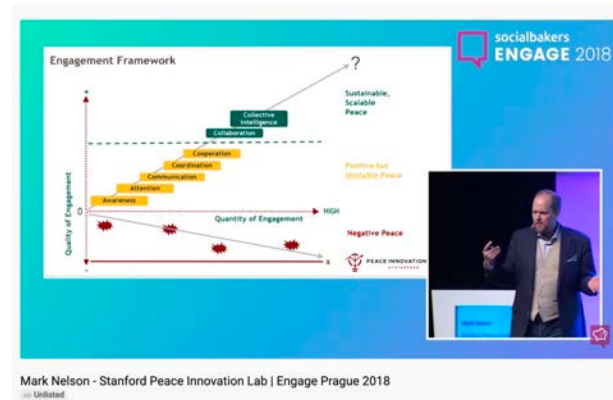 socialbakers
ENGAGE 2018
Engagement Framework
?
Sustainable,
Scalable
Peace
Collective
Intelligence
Collaboration
Cooperation
Coordination
Communication
Attention
Awareness
Positive but
Unstable Peace
0
Quantity of Engagement
HIGH
Quality of Engagement
+
-
Negative Peace
x
PEACE INNOVATION
Mark Nelson
Mark Nelson - Stanford Peace Innovation Lab | Engage Prague 2018
Unlisted